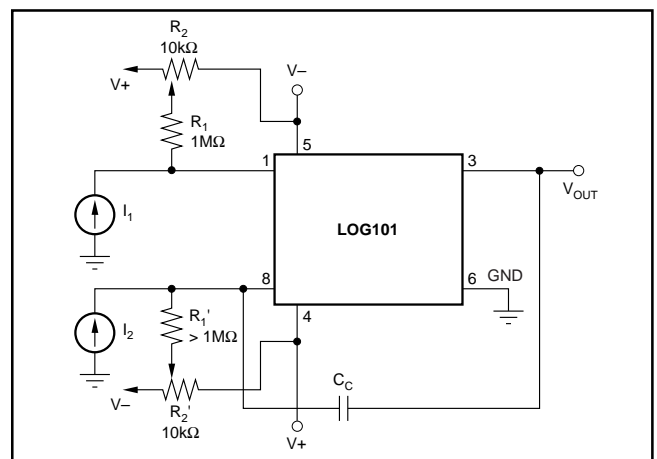 R2
10kΩ
V+
V–
R1
1MΩ
5
1
3
VOUT
I1
LOG101
8
6
GND
R1'
> 1MΩ
4
I2
CC
V–
R2'
10kΩ
V+